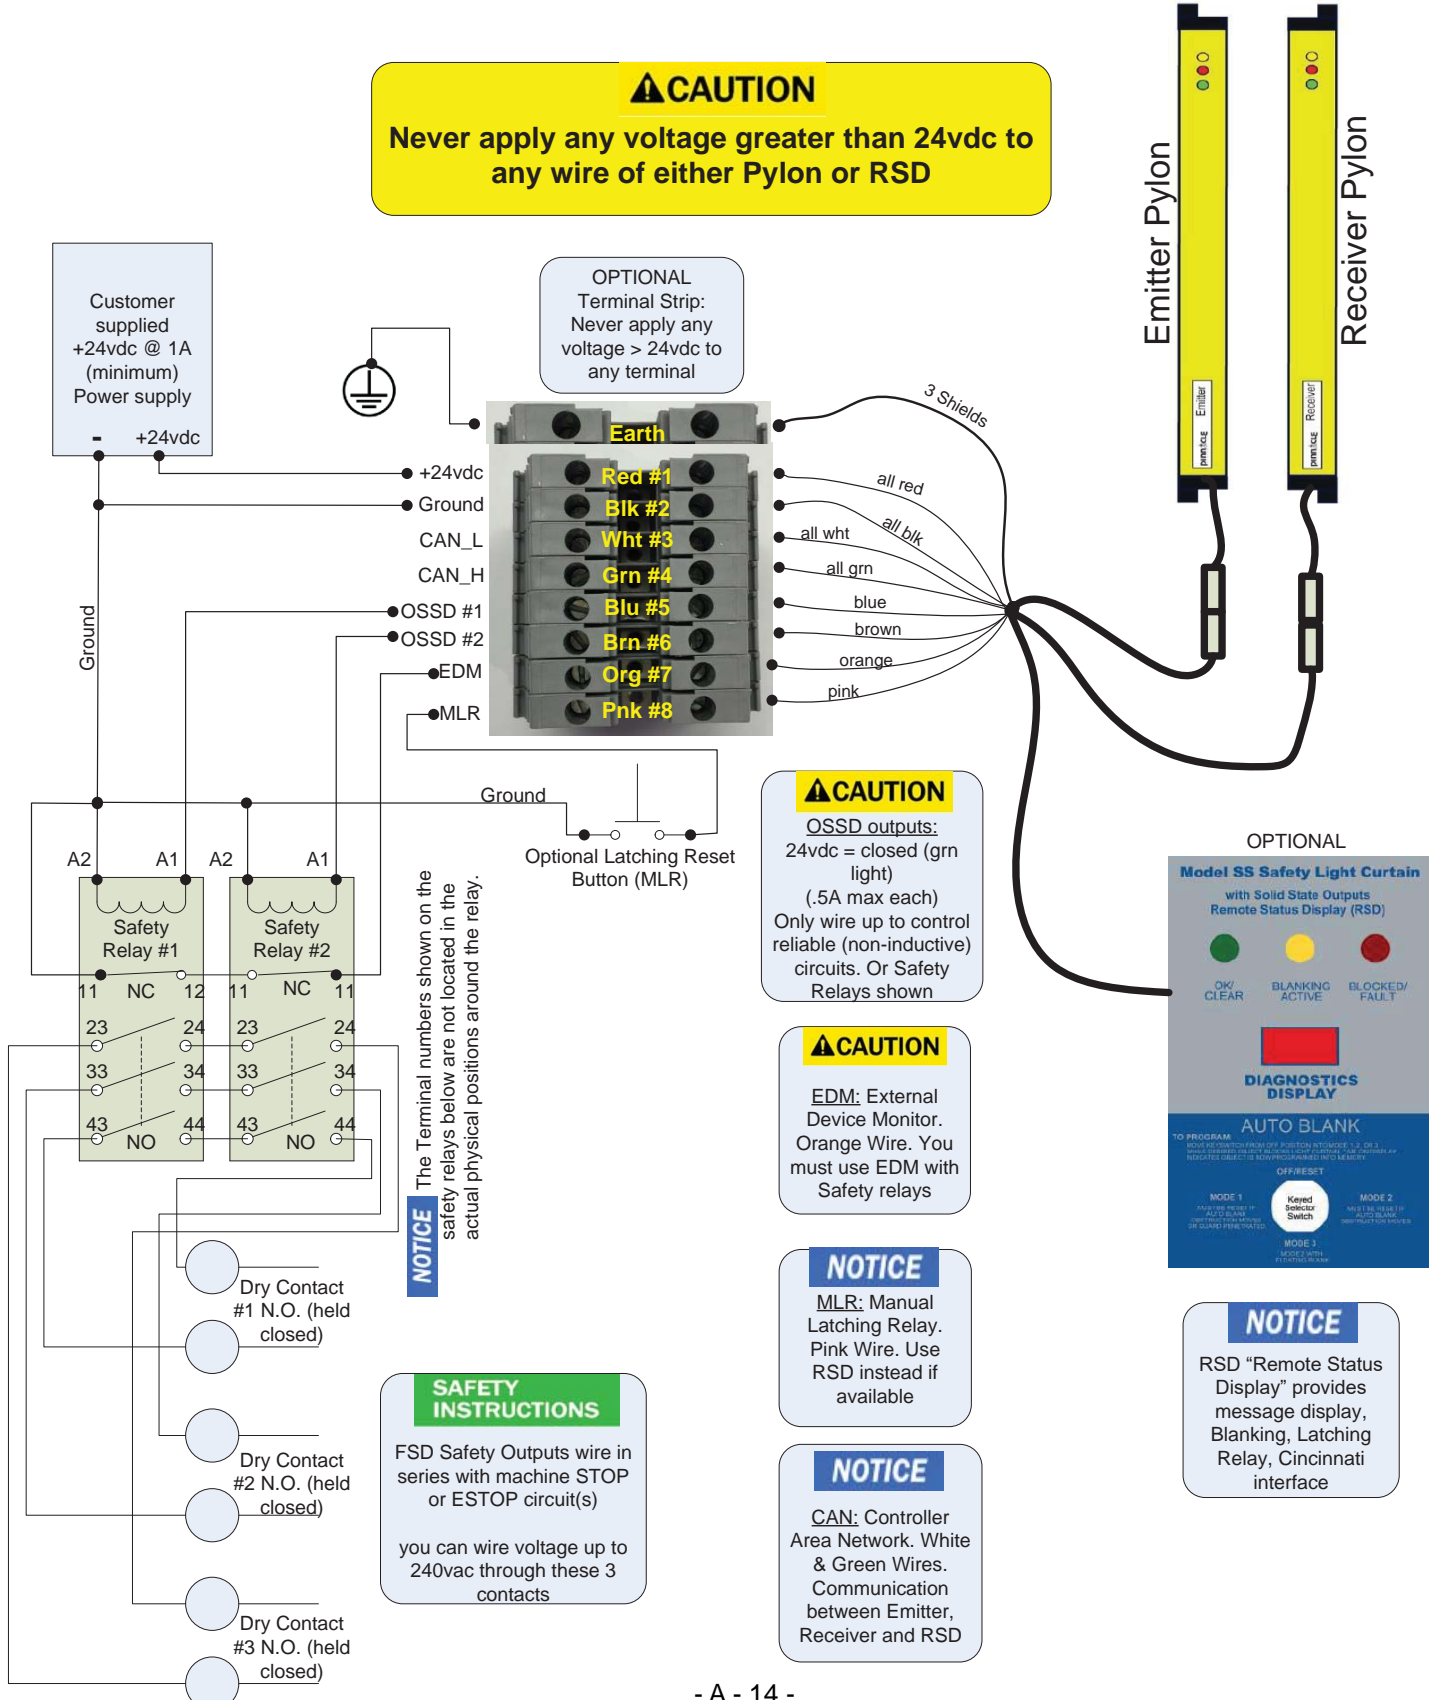 CAUTION
Never apply any voltage greater than 24vdc to
any wire of either Pylon or RSD
Emitter Pylon
Receiver Pylon
pinnacle Emitter
pinnacle Receiver
Customer
supplied
+24vdc @ 1A
(minimum)
Power supply
- +24vdc
OPTIONAL
Terminal Strip:
Never apply any
voltage > 24vdc to
any terminal
Earth
3 Shields
+24vdc
Red #1
all red
Ground
Blk #2
all blk
CAN_L
Wht #3
all wht
CAN_H
Grn #4
all grn
OSSD #1
Blu #5
blue
OSSD #2
Brn #6
brown
EDM
Org #7
orange
MLR
Pnk #8
pink
Ground
Ground
Optional Latching Reset
Button (MLR)
A2 A1 A2 A1
Safety
Relay #1
Safety
Relay #2
11 NC 12 11 NC 11
23 24 23 24
33 34 33 34
43 44 43 44
NO NO
NOTICE
The Terminal numbers shown on the
safety relays below are not located in the
actual physical positions around the relay.
Dry Contact
#1 N.O. (held
closed)
Dry Contact
#2 N.O. (held
closed)
Dry Contact
#3 N.O. (held
closed)
SAFETY
INSTRUCTIONS
FSD Safety Outputs wire in
series with machine STOP
or ESTOP circuit(s)
you can wire voltage up to
240vac through these 3
contacts
CAUTION
OSSD outputs:
24vdc = closed (grn
light)
(.5A max each)
Only wire up to control
reliable (non-inductive)
circuits. Or Safety
Relays shown
CAUTION
EDM: External
Device Monitor.
Orange Wire. You
must use EDM with
Safety relays
NOTICE
MLR: Manual
Latching Relay.
Pink Wire. Use
RSD instead if
available
NOTICE
CAN: Controller
Area Network. White
& Green Wires.
Communication
between Emitter,
Receiver and RSD
OPTIONAL
Model SS Safety Light Curtain
with Solid State Outputs
Remote Status Display (RSD)
OK/
CLEAR
BLANKING
ACTIVE
BLOCKED/
FAULT
DIAGNOSTICS
DISPLAY
AUTO BLANK
TO PROGRAM
OFF/RESET
MODE 1
Keyed
Selector
Switch
MODE 2
MODE 3
MODE 2 WITH
FLOATING BLANK
NOTICE
RSD “Remote Status
Display” provides
message display,
Blanking, Latching
Relay, Cincinnati
interface
- A - 14 -